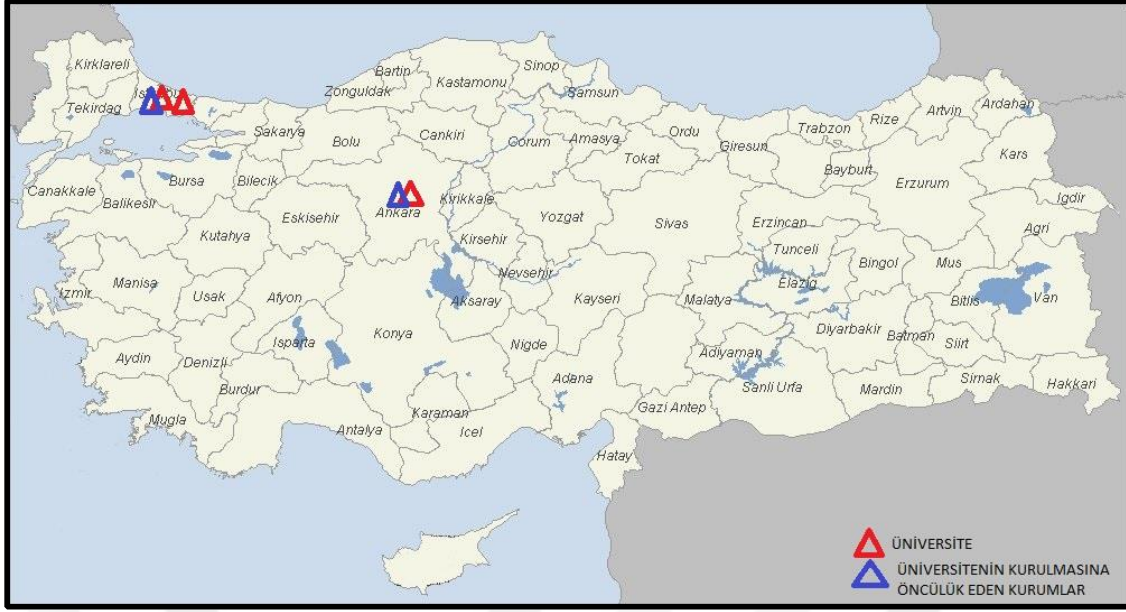 Kirklareli
Tekirdag
Bartin
Zonguldak
Kastamonu
Sinop
Samsun
Sakarya
Bolu
Cankiri
Corum
Amasya
Ordu
Giresun
Trabzon
Rize
Artvin
Ardahan
Tokat
Bayburt
Kars
Canakkale
Balikesir
Bursa
Bilecik
Eskisehir
Ankara
Kirikkale
Yozgat
Sivas
Erzincan
Erzurum
Igdir
Agri
Kutahya
Kirsehir
Tunceli
Bingol
Mus
Manisa
Izmir
Usak
Afyon
Nevsehir
Aksaray
Kayseri
Malatya
Elazig
Bitlis
Van
Konya
Isparta
Nigde
Diyarbakir
Batman
Siirt
Aydin
Denizli
Burdur
Adiyaman
Adana
Sanli Urfa
Mardin
Sirnak
Hakkari
Gazi Antep
Mugla
Antalya
Karaman
Icel
Hatay
ÜNİVERSİTE
ÜNİVERSİTENİN KURULMASINA
ÖNCÜLÜK EDEN KURUMLAR